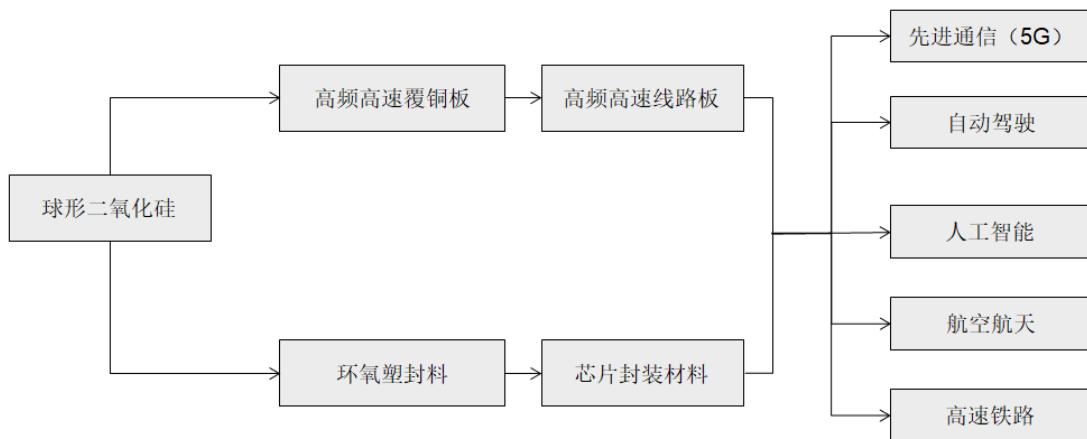 先进通信（5G）
高频高速覆铜板
高频高速线路板
自动驾驶
球形二氧化硅
人工智能
航空航天
环氧塑封料
芯片封装材料
高速铁路